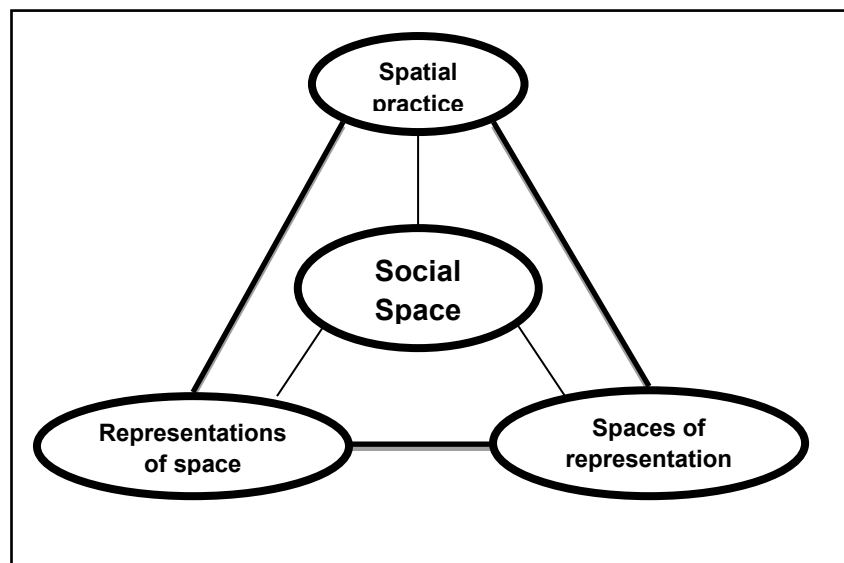 Spatial
practice
Social
Space
Representations
of space
Spaces of
representation